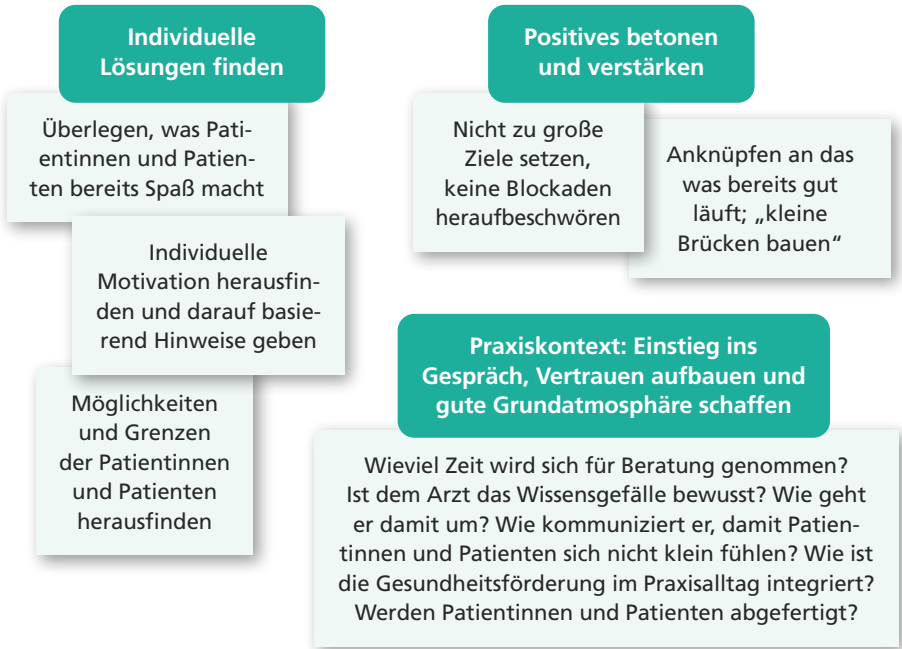 Individuelle
Lösungen finden
Überlegen, was Pati-
entinnen und Patien-
ten bereits Spaß macht
Individuelle
Motivation herausfin-
den und darauf basie-
rend Hinweise geben
Möglichkeiten
und Grenzen
der Patientinnen
und Patienten
herausfinden
Positives betonen
und verstärken
Nicht zu große
Ziele setzen,
keine Blockaden
heraufbeschwören
Anknüpfen an das
was bereits gut
läuft; „kleine
Brücken bauen“
Praxiskontext: Einstieg ins
Gespräch, Vertrauen aufbauen und
gute Grundatmosphäre schaffen
Wieviel Zeit wird sich für Beratung genommen?
Ist dem Arzt das Wissensgefälle bewusst? Wie geht
er damit um? Wie kommuniziert er, damit Patien-
tinnen und Patienten sich nicht klein fühlen? Wie ist
die Gesundheitsförderung im Praxisalltag integriert?
Werden Patientinnen und Patienten abgefertigt?